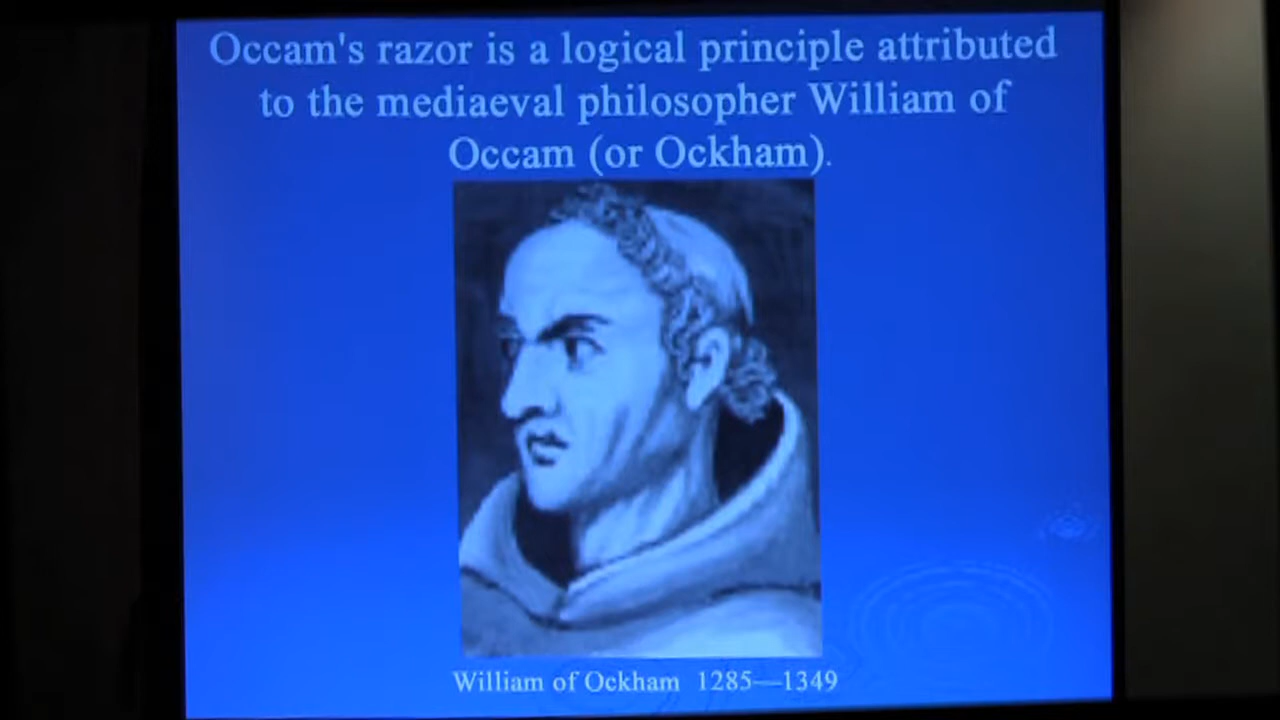 Occam's razor is a logical principle attributed
to the mediaeval philosopher William of
Occam (or Ockham).
William of Ockham 1285—1349